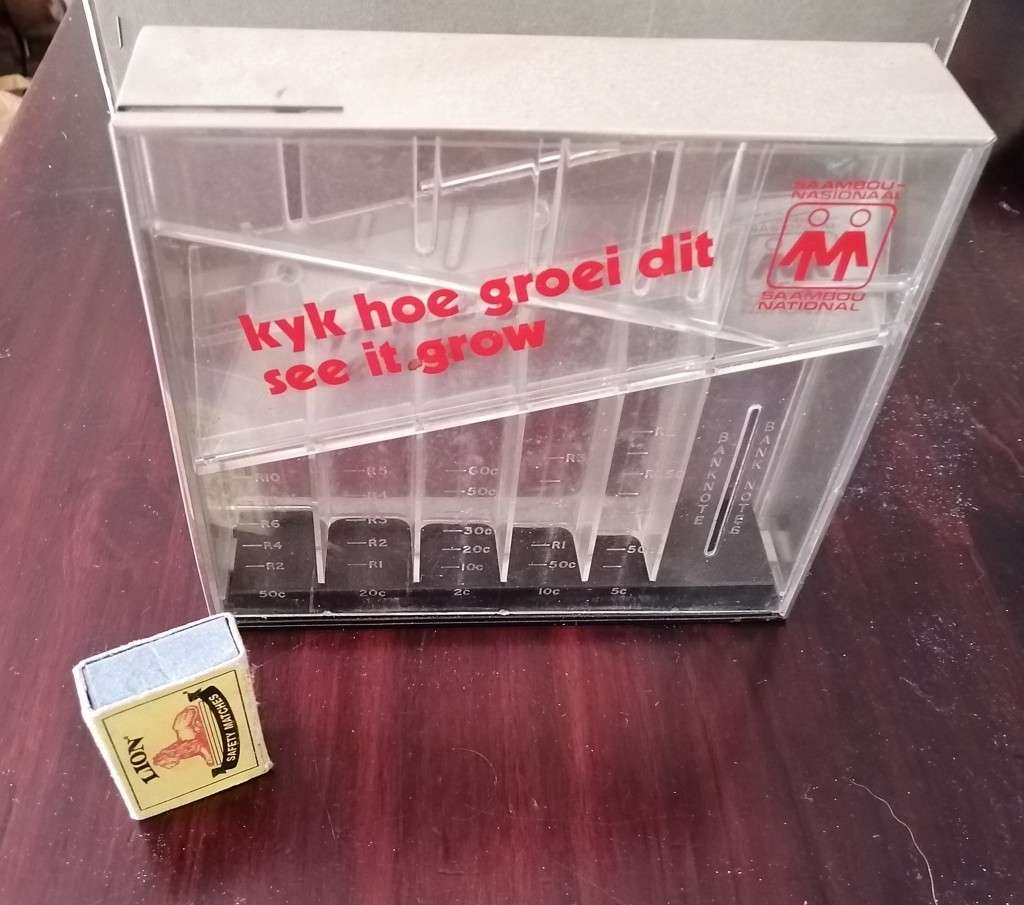 SAAMBOU-
NASIONAAL
SAAMBOU
NATIONAL
kyk hoe groei dit
see it grow
BANKNOTE
BANK NOTES
R10
R6
R4
R2
50c
R5
R4
R3
R2
R1
20c
60c
50c
30c
20c
10c
2c
R3
R1
50c
10c
50c
5c
LION
SAFETY MATCHES